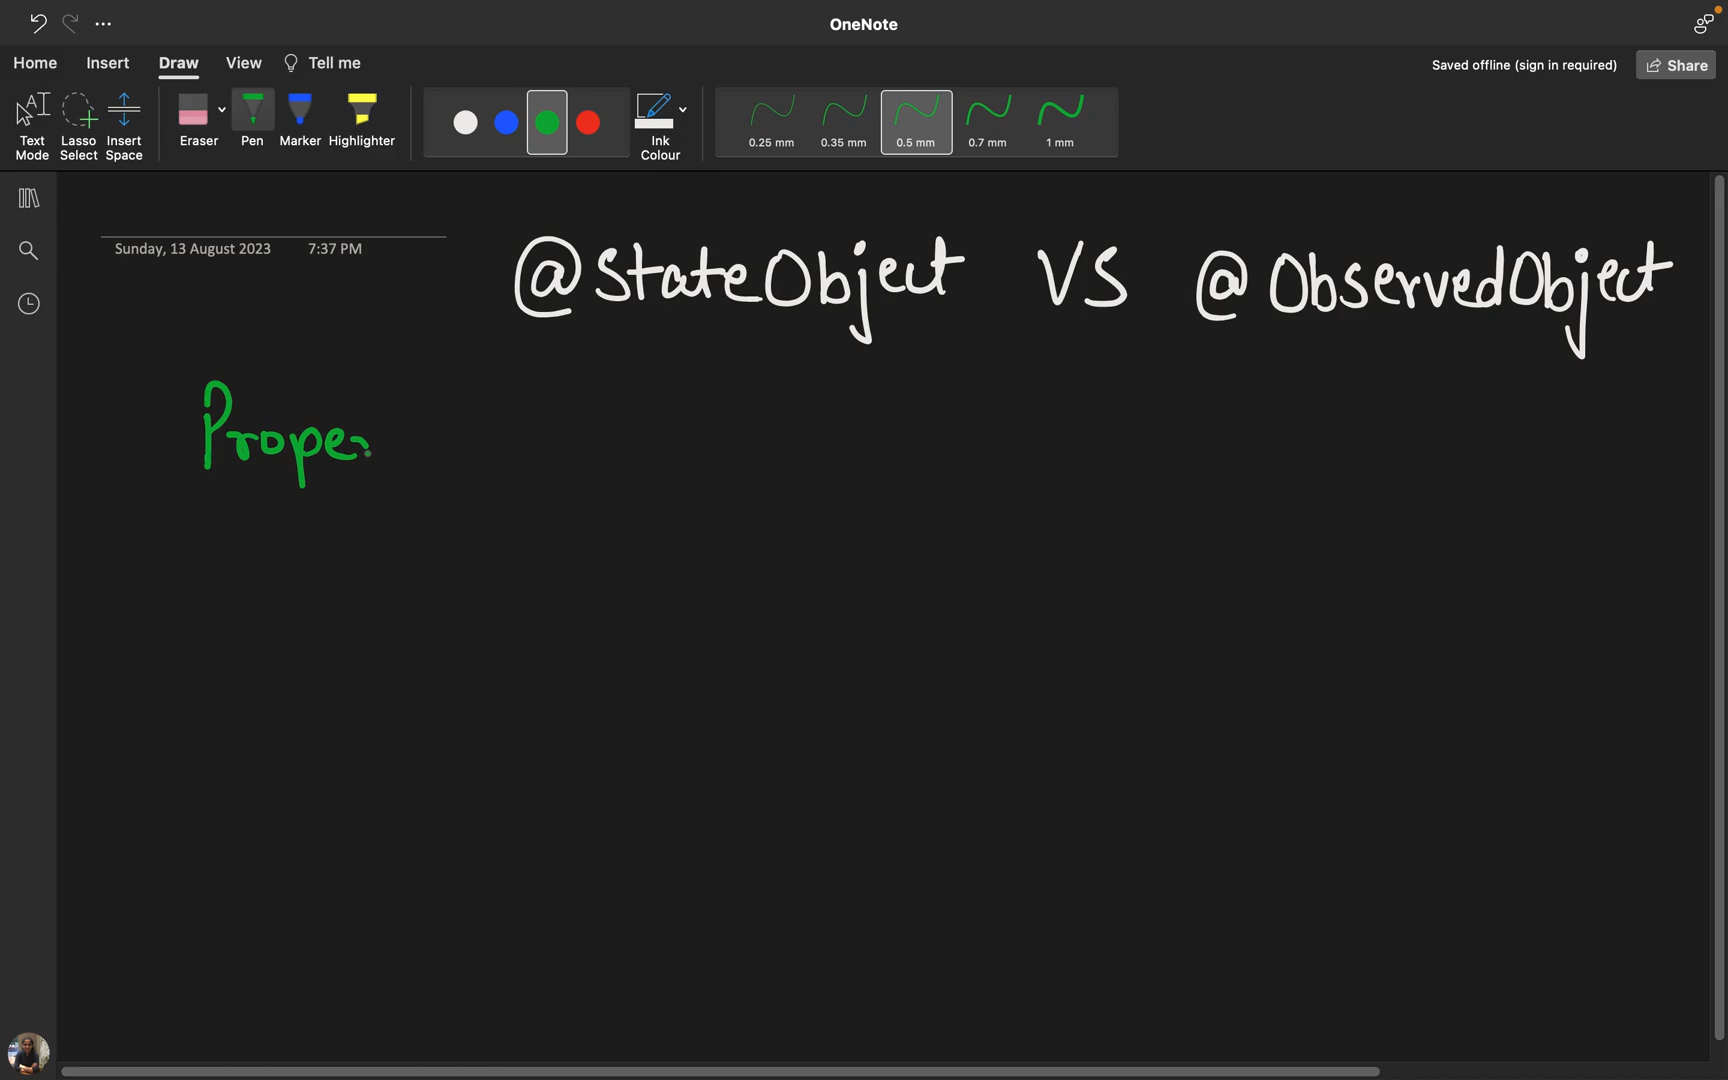 OneNote
Home Insert Draw View Tell me
Saved offline (sign in required) Share
Text Mode Lasso Select Insert Space Eraser Pen Marker Highlighter Ink Colour 0.25 mm 0.35 mm 0.5 mm 0.7 mm 1 mm
Sunday, 13 August 2023 7:37 PM
@StateObject VS @ObservedObject
Proper